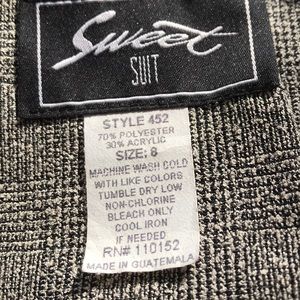 Sweet
SUIT
STYLE 452
70% POLYESTER
30% ACRYLIC
SIZE: 8
MACHINE WASH COLD
WITH LIKE COLORS
TUMBLE DRY LOW
NON-CHLORINE
BLEACH ONLY
COOL IRON
IF NEEDED
RN# 110152
MADE IN GUATEMALA